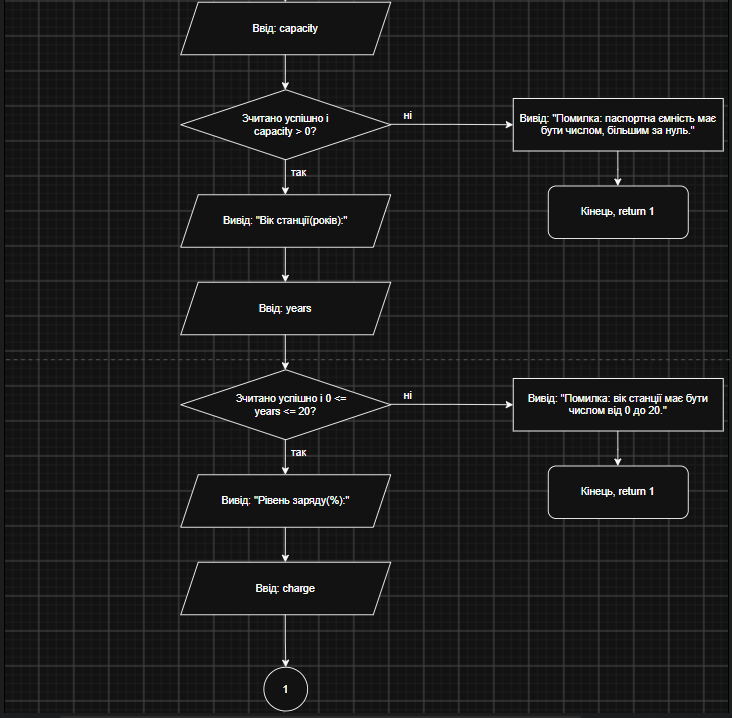 Ввід: capacity
Зчитано успішно і
capacity > 0?
ні
Вивід: "Помилка: паспортна ємність має
бути числом, більшим за нуль."
так
Кінець, return 1
Вивід: "Вік станції(років):"
Ввід: years
Зчитано успішно і 0 <=
years <= 20?
ні
Вивід: "Помилка: вік станції має бути
числом від 0 до 20."
так
Кінець, return 1
Вивід: "Рівень заряду(%):"
Ввід: charge
1